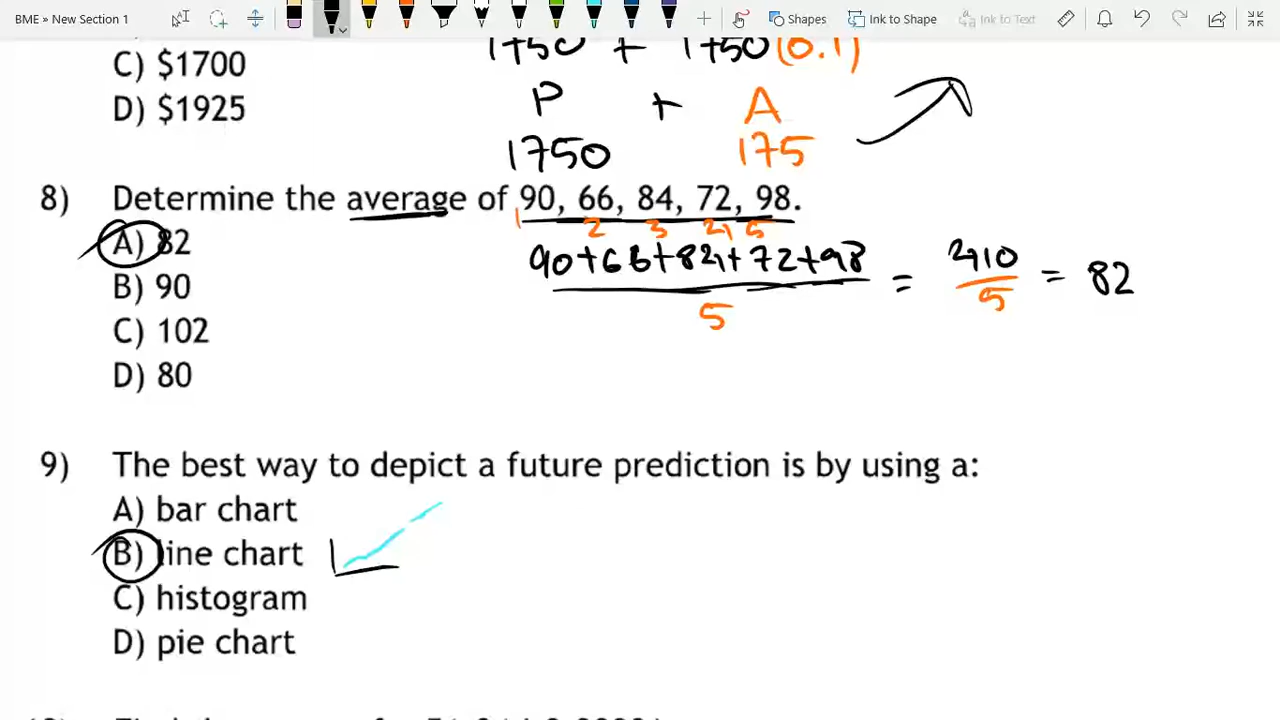 BME » New Section 1
Shapes
Ink to Shape
Ink to Text
1750 + 1750(0.1)
C) $1700
P + A
D) $1925
1750 175
8) Determine the average of 90, 66, 84, 72, 98.
1 2 3 4 5
A) 82
90+66+84+72+98 = 410 = 82
5 5
B) 90
C) 102
D) 80
9) The best way to depict a future prediction is by using a:
A) bar chart
B) line chart
C) histogram
D) pie chart